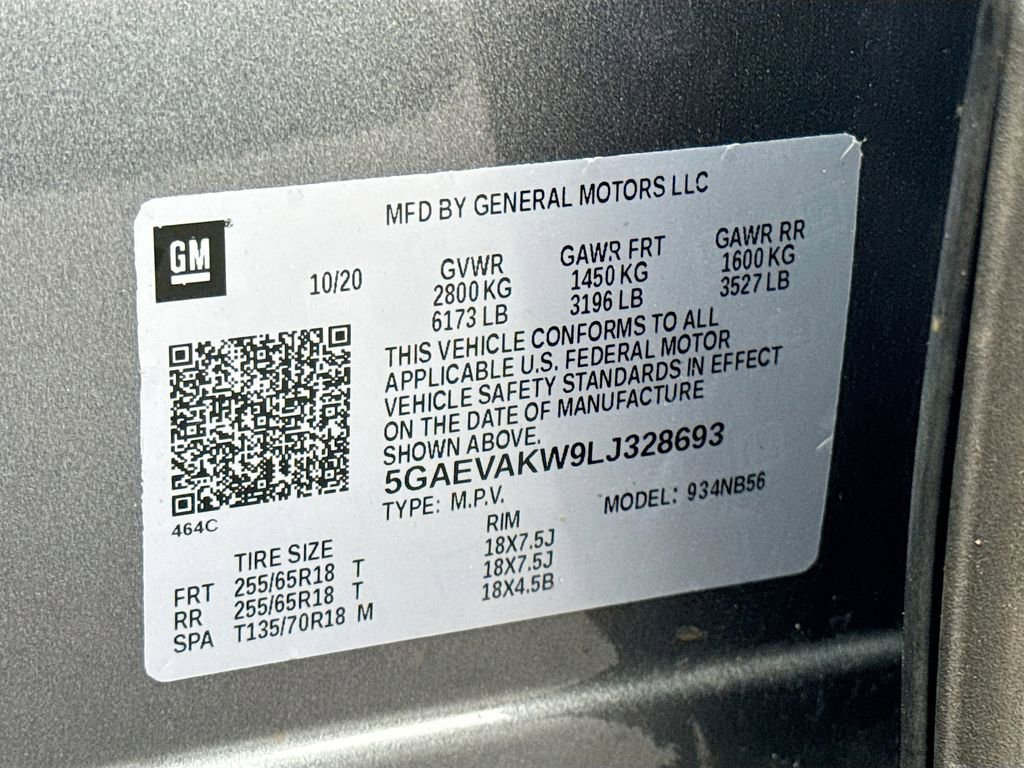 MFD BY GENERAL MOTORS LLC
GM
10/20
GVWR GAWR FRT GAWR RR
2800 KG 1450 KG 1600 KG
6173 LB 3196 LB 3527 LB
THIS VEHICLE CONFORMS TO ALL
APPLICABLE U.S. FEDERAL MOTOR
VEHICLE SAFETY STANDARDS IN EFFECT
ON THE DATE OF MANUFACTURE
SHOWN ABOVE.
5GAEVAKW9LJ328693
TYPE: M.P.V. MODEL: 934NB56
464C
TIRE SIZE RIM
FRT 255/65R18 T 18X7.5J
RR 255/65R18 T 18X7.5J
SPA T135/70R18 M 18X4.5B